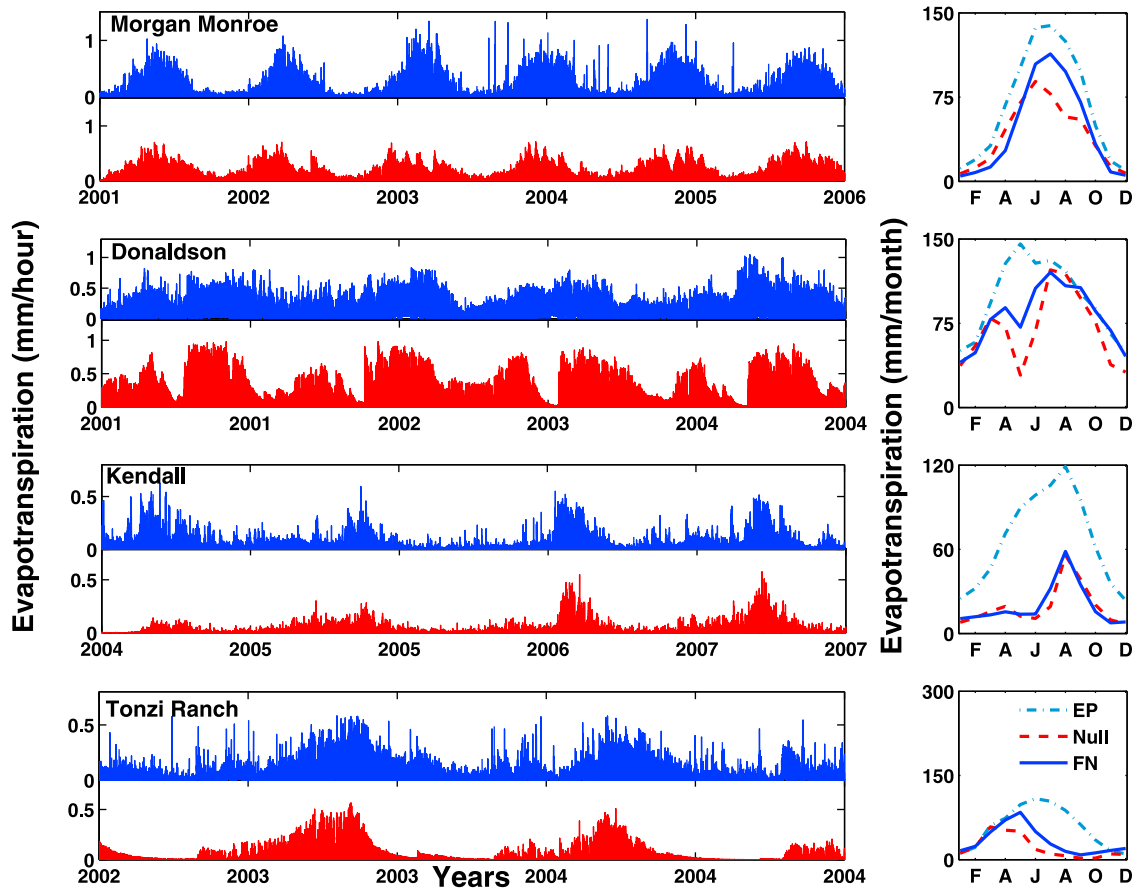 Morgan Monroe
1
0
1
0
2001 2002 2003 2004 2005 2006
150
75
0
F A J A O D
Donaldson
1
0.5
0
1
0.5
0
2001 2001 2002 2003 2004 2004
150
75
0
F A J A O D
Kendall
0.5
0
0.5
0
2004 2005 2005 2006 2007 2007
120
60
0
F A J A O D
Tonzi Ranch
0.5
0
0.5
0
2002 2003 2003 2004 2004 2004
300
150
0
EP
Null
FN
F A J A O D
Evapotranspiration (mm/hour)
Evapotranspiration (mm/month)
Years